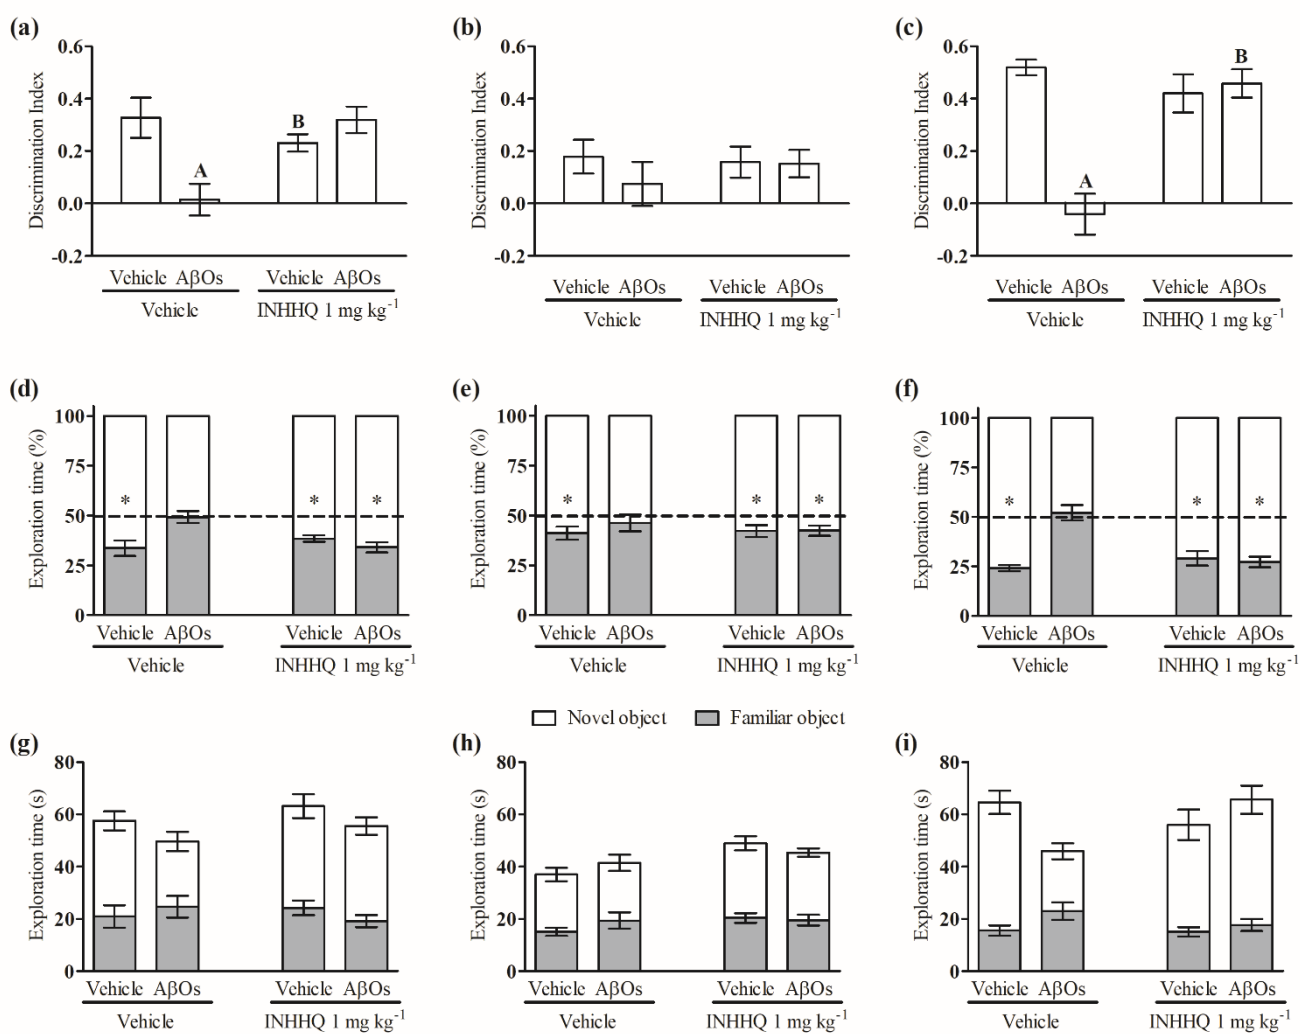 (a) (b) (c)
0.6 0.6 0.6
0.4 0.4 0.4
0.2 0.2 0.2
0.0 0.0 0.0
-0.2 -0.2 -0.2
Discrimination Index Discrimination Index Discrimination Index
A B A B
Vehicle AβOs Vehicle AβOs Vehicle AβOs Vehicle AβOs Vehicle AβOs Vehicle AβOs
Vehicle INHHQ 1 mg kg⁻¹ Vehicle INHHQ 1 mg kg⁻¹ Vehicle INHHQ 1 mg kg⁻¹
(d) (e) (f)
100 100 100
75 75 75
50 50 50
25 25 25
0 0 0
Exploration time (%) Exploration time (%) Exploration time (%)
* * * * * * * * *
Vehicle AβOs Vehicle AβOs Vehicle AβOs Vehicle AβOs Vehicle AβOs Vehicle AβOs
Vehicle INHHQ 1 mg kg⁻¹ Vehicle INHHQ 1 mg kg⁻¹ Vehicle INHHQ 1 mg kg⁻¹
Novel object Familiar object
(g) (h) (i)
80 80 80
60 60 60
40 40 40
20 20 20
0 0 0
Exploration time (s) Exploration time (s) Exploration time (s)
Vehicle AβOs Vehicle AβOs Vehicle AβOs Vehicle AβOs Vehicle AβOs Vehicle AβOs
Vehicle INHHQ 1 mg kg⁻¹ Vehicle INHHQ 1 mg kg⁻¹ Vehicle INHHQ 1 mg kg⁻¹